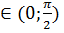 ∈ (0; π/2)